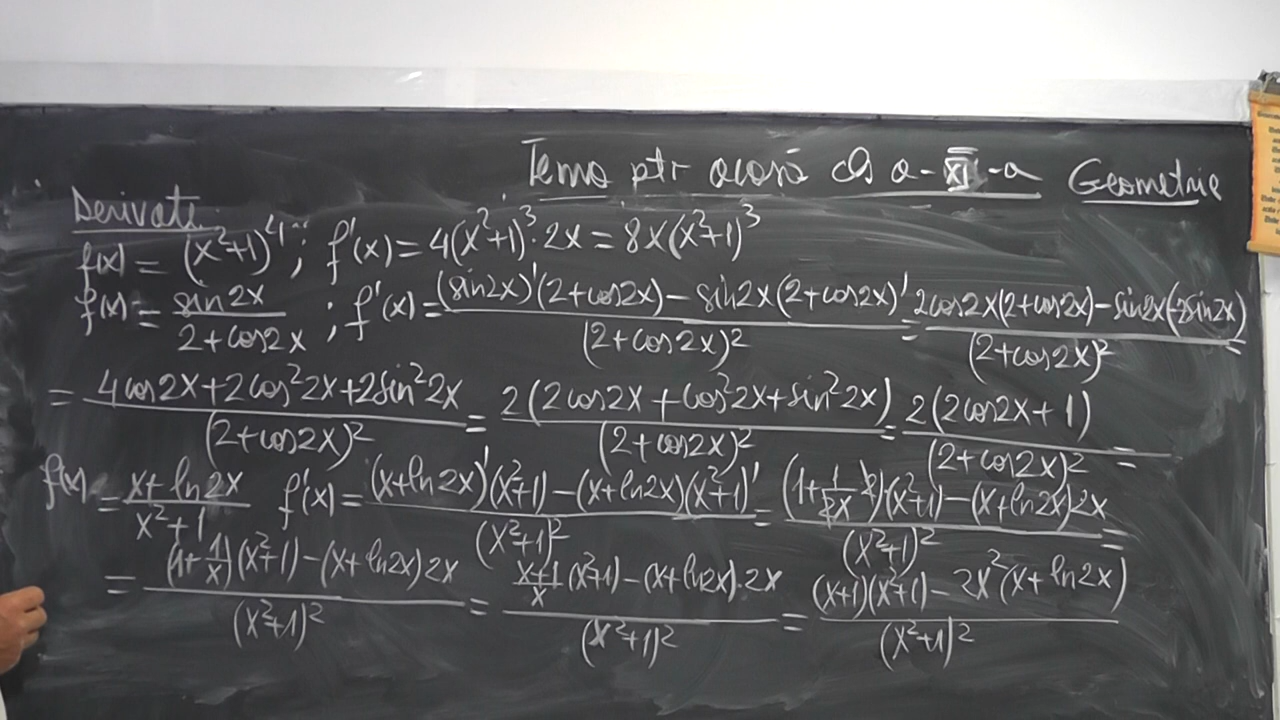 Tema ptr acasă cls a-XI-a Geometrie
Derivate
f(x) = (x²+1)⁴ ; f'(x) = 4(x²+1)³·2x = 8x(x²+1)³
f(x) = sin2x / (2+cos2x) ; f'(x) = ((sin2x)'(2+cos2x) − sin2x(2+cos2x)') / (2+cos2x)² = (2cos2x(2+cos2x) − sin2x(-2sin2x)) / (2+cos2x)² =
= (4cos2x+2cos²2x+2sin²2x) / (2+cos2x)² = 2(2cos2x+cos²2x+sin²2x) / (2+cos2x)² = 2(2cos2x+1) / (2+cos2x)² =
f(x) = (x+ln2x) / (x²+1) f'(x) = ((x+ln2x)'(x²+1) − (x+ln2x)(x²+1)') / (x²+1)² = ((1+1/2x·2)(x²+1) − (x+ln2x)2x) / (x²+1)² =
= ((1+1/x)(x²+1) − (x+ln2x)2x) / (x²+1)² = ((x+1)/x (x²+1) − (x+ln2x)·2x) / (x²+1)² = ((x+1)(x²+1) − 2x²(x+ln2x)) / (x²+1)²